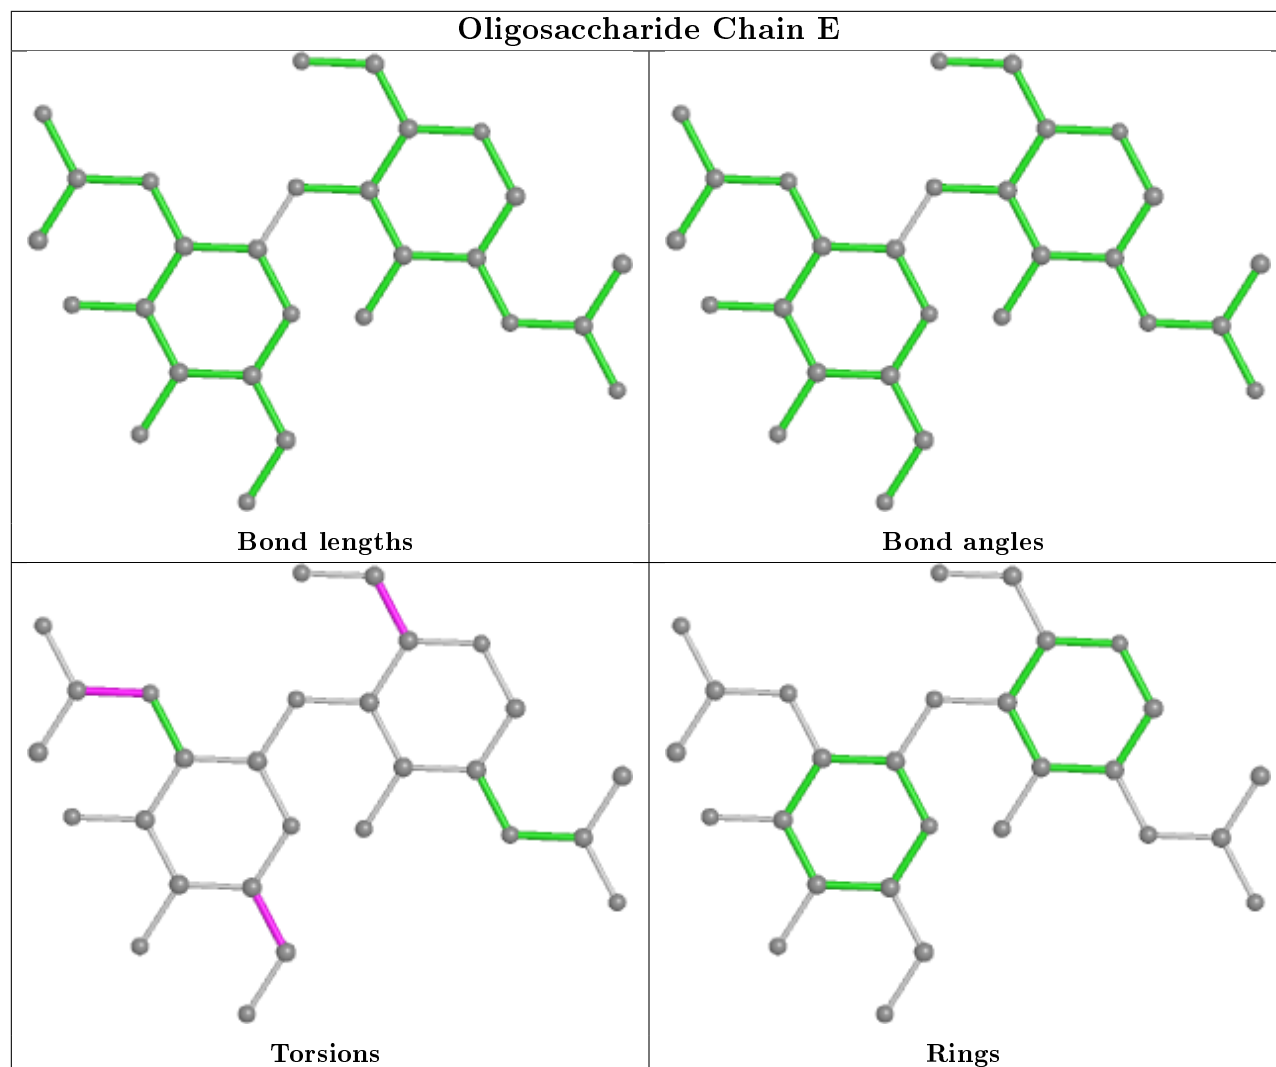 Oligosaccharide Chain E
Bond lengths
Bond angles
Torsions
Rings